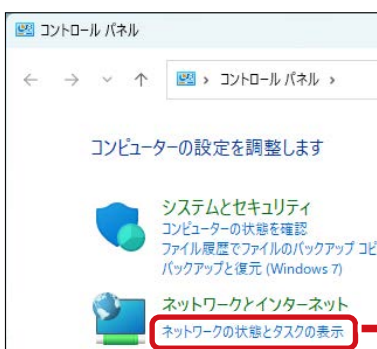 コントロール パネル
コントロール パネル
コンピューターの設定を調整します
システムとセキュリティ
コンピューターの状態を確認
ファイル履歴でファイルのバックアップ コピ
バックアップと復元 (Windows 7)
ネットワークとインターネット
ネットワークの状態とタスクの表示